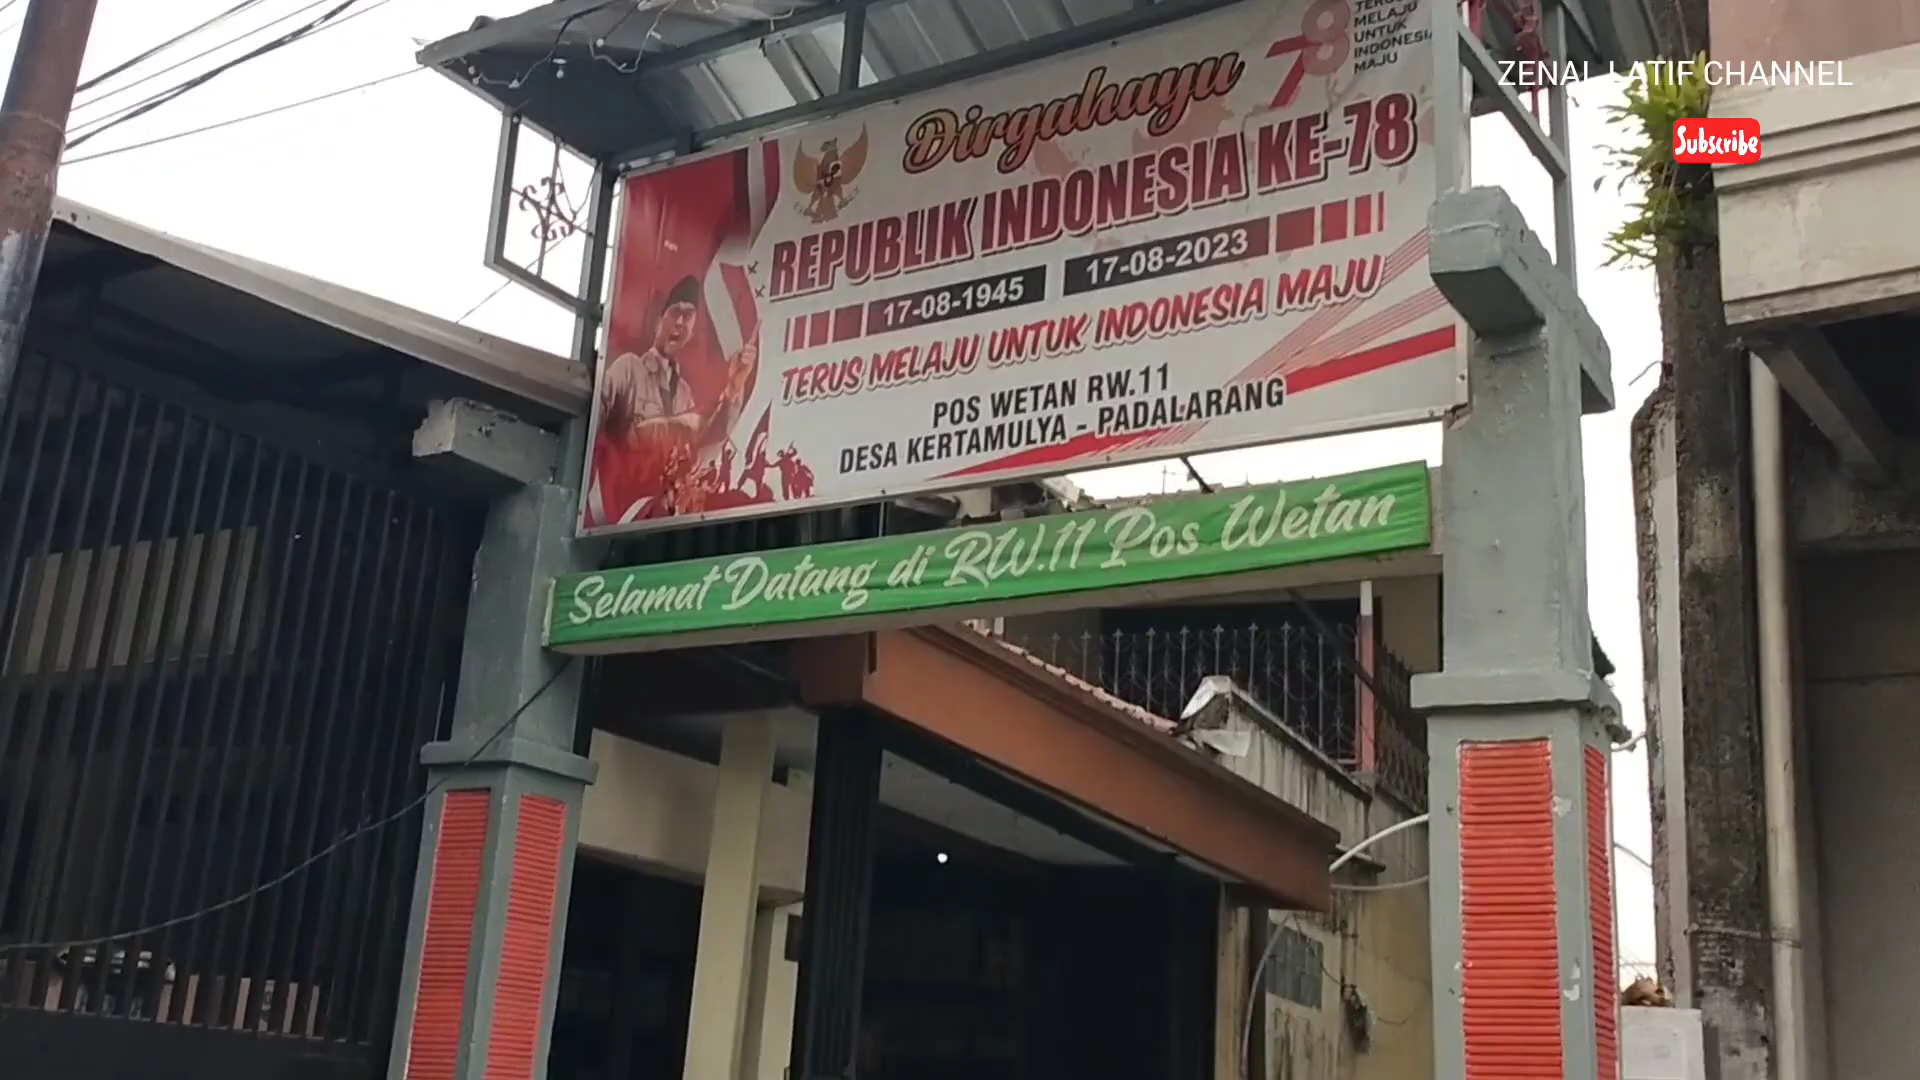 TERUS
MELAJU
UNTUK
INDONESIA
MAJU
78
ZENAL LATIF CHANNEL
Subscribe
Dirgahayu
REPUBLIK INDONESIA KE-78
17-08-1945 17-08-2023
TERUS MELAJU UNTUK INDONESIA MAJU
POS WETAN RW.11
DESA KERTAMULYA - PADALARANG
Selamat Datang di RW.11 Pos Wetan